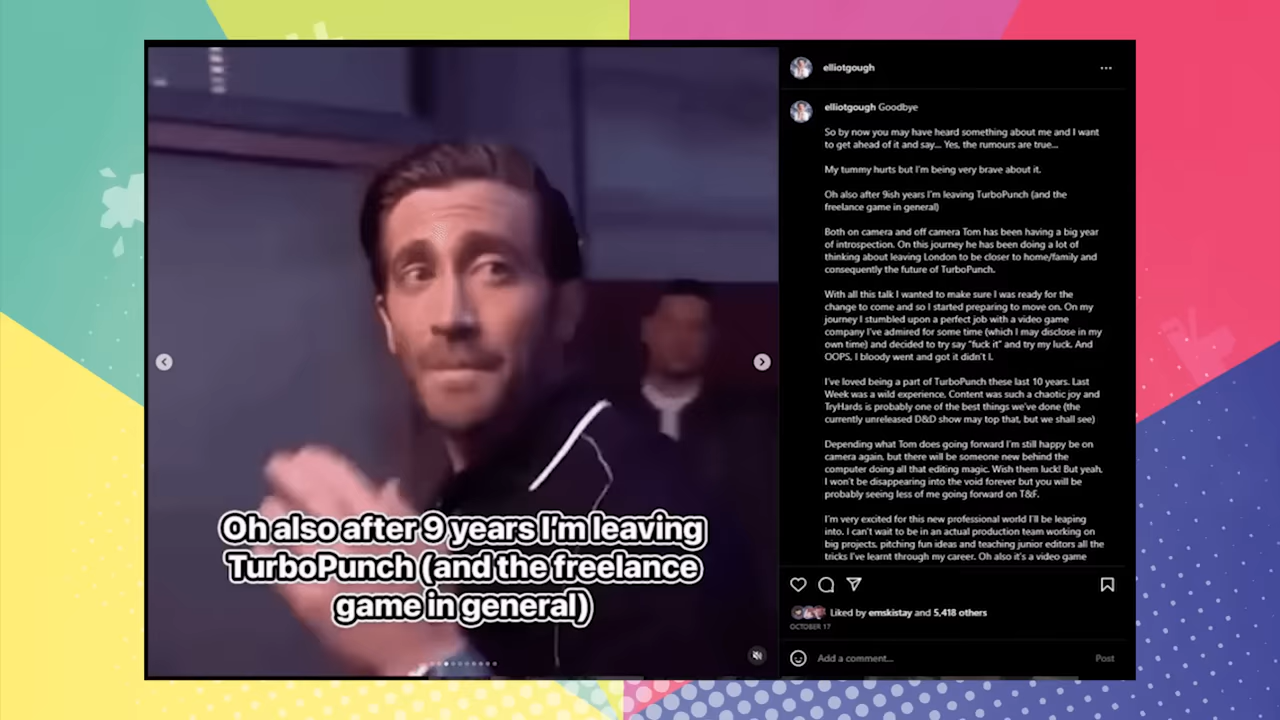 Oh also after 9 years I'm leaving
TurboPunch (and the freelance
game in general)
elliotgough
elliotgough Goodbye
So by now you may have heard something about me and I want
to get ahead of it and say... Yes, the rumours are true...
My tummy hurts but I'm being very brave about it.
Oh also after 9ish years I'm leaving TurboPunch (and the
freelance game in general)
Both on camera and off camera Tom has been having a big year
of introspection. On this journey he has been doing a lot of
thinking about leaving London to be closer to home/family and
consequently the future of TurboPunch.
With all this talk I wanted to make sure I was ready for the
change to come and so I started preparing to move on. On my
journey I stumbled upon a perfect job with a video game
company I've admired for some time (which I may disclose in my
own time) and decided to try say "fuck it" and try my luck. And
OOPS, I bloody went and got it didn't I.
I've loved being a part of TurboPunch these last 10 years. Last
Week was a wild experience, Content was such a chaotic joy and
TryHards is probably one of the best things we've done (the
currently unreleased D&D show may top that, but we shall see)
Depending what Tom does going forward I'm still happy be on
camera again, but there will be someone new behind the
computer doing all that editing magic. Wish them luck! But yeah,
I won't be disappearing into the void forever but you will be
probably seeing less of me going forward on T&F.
I'm very excited for this new professional world I'll be leaping
into. I can't wait to be in an actual production team working on
big projects, pitching fun ideas and teaching junior editors all the
tricks I've learnt through my career. Oh also it's a video game
Liked by emskistay and 5,418 others
OCTOBER 17
Add a comment...
Post